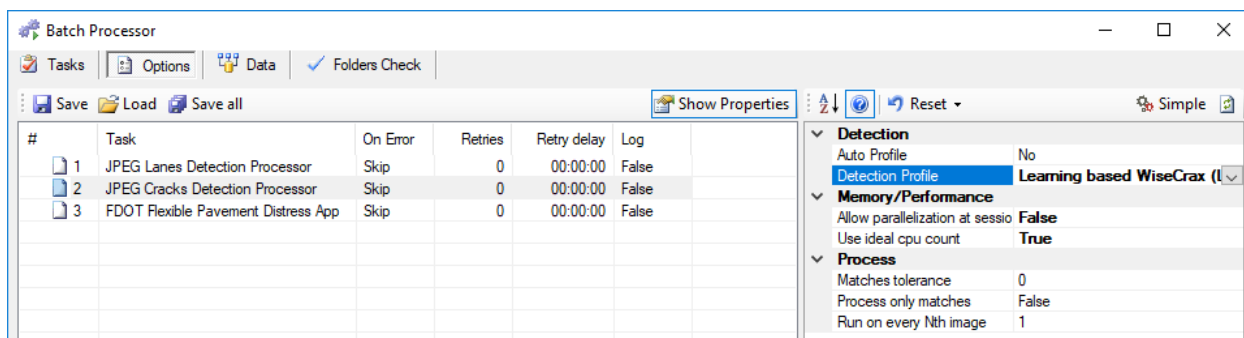 Batch Processor
Tasks Options Data Folders Check
Save Load Save all Show Properties Reset Simple
# Task On Error Retries Retry delay Log
1 JPEG Lanes Detection Processor Skip 0 00:00:00 False
2 JPEG Cracks Detection Processor Skip 0 00:00:00 False
3 FDOT Flexible Pavement Distress App Skip 0 00:00:00 False
Detection
Auto Profile No
Detection Profile Learning based WiseCrax (L
Memory/Performance
Allow parallelization at sessio False
Use ideal cpu count True
Process
Matches tolerance 0
Process only matches False
Run on every Nth image 1